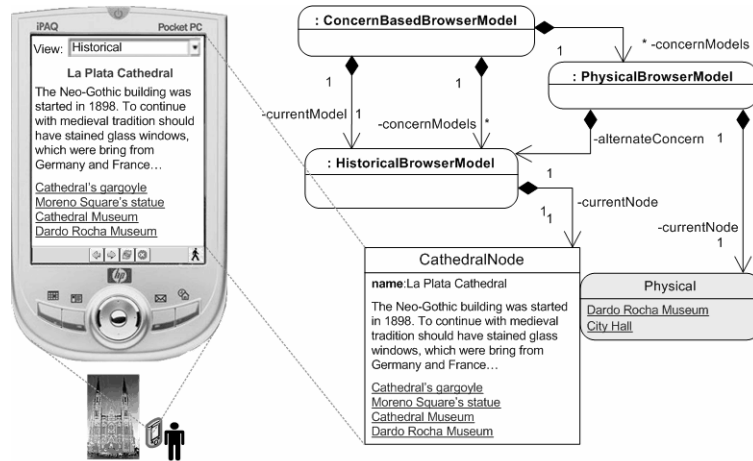 iPAQ Pocket PC
View: Historical
La Plata Cathedral
The Neo-Gothic building was
started in 1898. To continue
with medieval tradition should
have stained glass windows,
which were bring from
Germany and France…
Cathedral's gargoyle
Moreno Square's statue
Cathedral Museum
Dardo Rocha Museum
hp
: ConcernBasedBrowserModel
1
1
1
* -concernModels
: PhysicalBrowserModel
-currentModel 1
-concernModels *
1
-alternateConcern
1
: HistoricalBrowserModel
1
1
1
-currentNode
-currentNode
1
CathedralNode
name:La Plata Cathedral
The Neo-Gothic building was started
in 1898. To continue with medieval
tradition should have stained glass
windows, which were bring from
Germany and France…
Cathedral's gargoyle
Moreno Square's statue
Cathedral Museum
Dardo Rocha Museum
Physical
Dardo Rocha Museum
City Hall